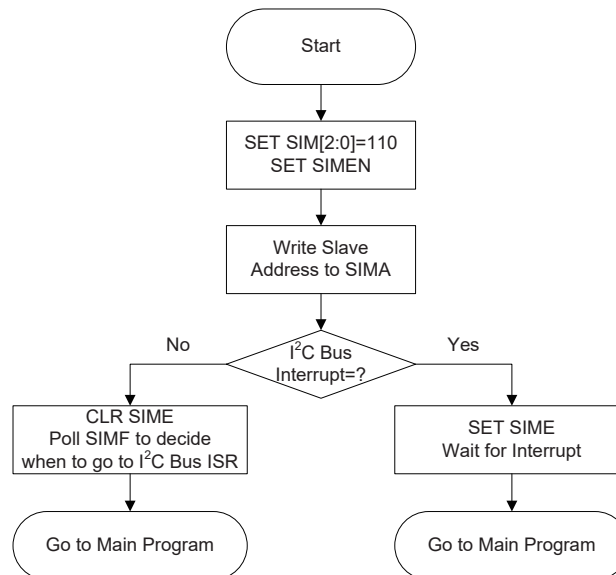 Start
SET SIM[2:0]=110
SET SIMEN
Write Slave
Address to SIMA
I²C Bus
Interrupt=?
No
Yes
CLR SIME
Poll SIMF to decide
when to go to I²C Bus ISR
SET SIME
Wait for Interrupt
Go to Main Program
Go to Main Program